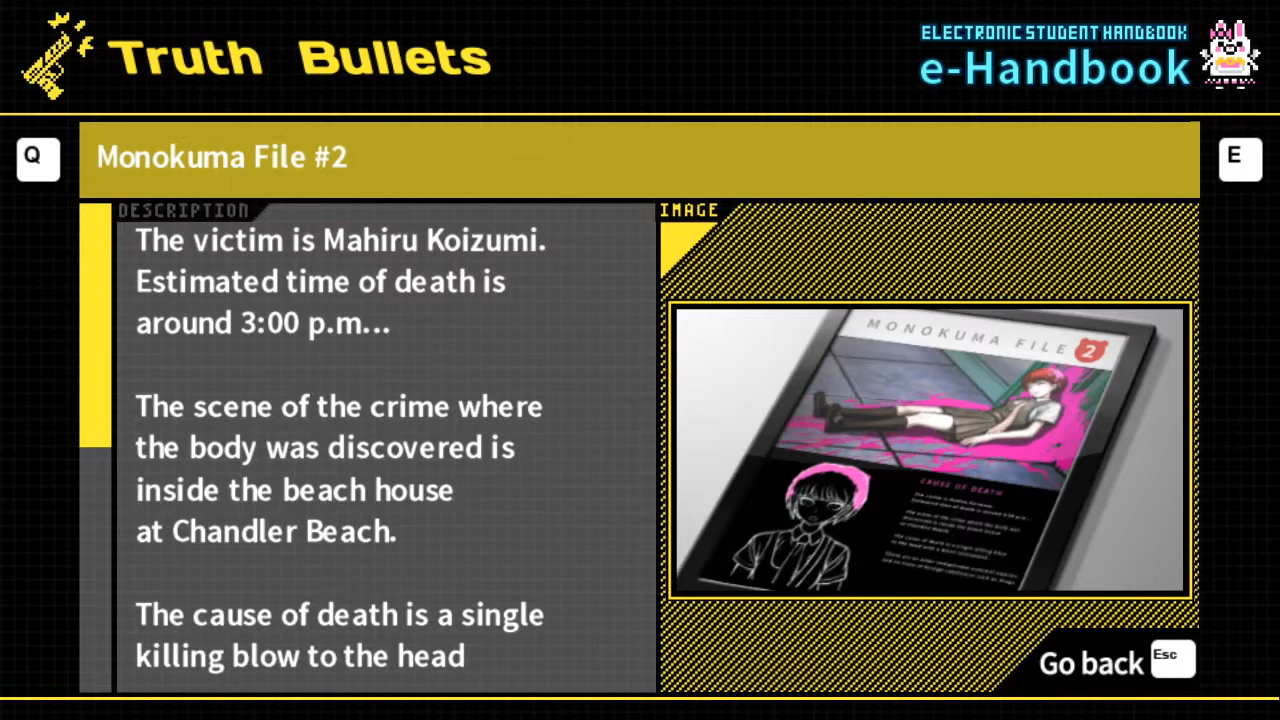 Truth Bullets
ELECTRONIC STUDENT HANDBOOK
e-Handbook
Q
E
Monokuma File #2
DESCRIPTION
The victim is Mahiru Koizumi.
Estimated time of death is
around 3:00 p.m...
The scene of the crime where
the body was discovered is
inside the beach house
at Chandler Beach.
The cause of death is a single
killing blow to the head
IMAGE
MONOKUMA FILE 2
CAUSE OF DEATH
Go back Esc